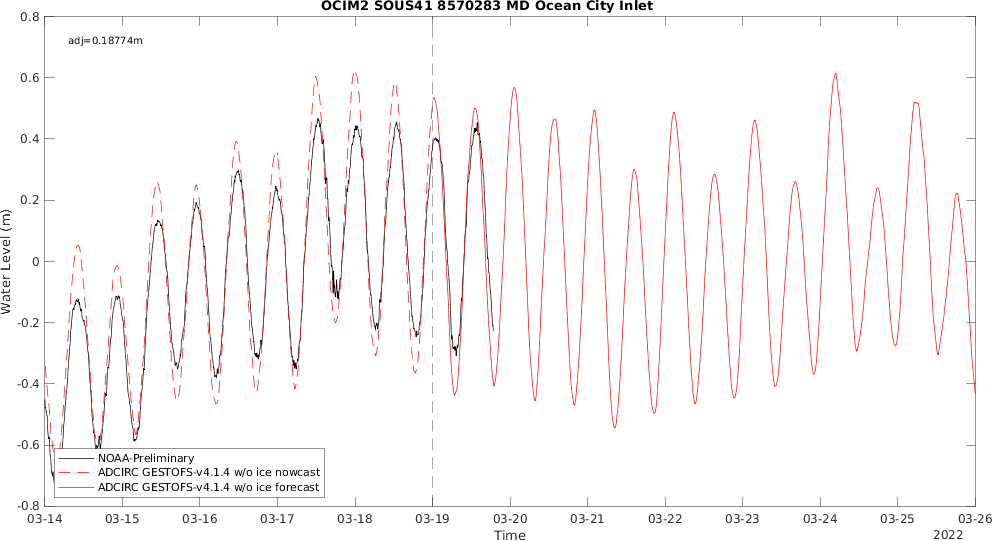 OCIM2 SOUS41 8570283 MD Ocean City Inlet
adj=0.18774m
0.8
0.6
0.4
0.2
0
-0.2
-0.4
-0.6
-0.8
Water Level (m)
NOAA-Preliminary
ADCIRC GESTOFS-v4.1.4 w/o ice nowcast
ADCIRC GESTOFS-v4.1.4 w/o ice forecast
03-14 03-15 03-16 03-17 03-18 03-19 03-20 03-21 03-22 03-23 03-24 03-25 03-26
Time
2022